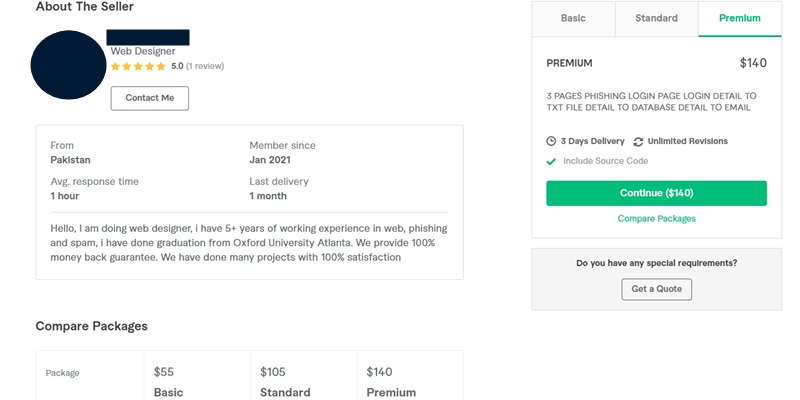 About The Seller
Web Designer
5.0 (1 review)
Contact Me
From
Pakistan
Member since
Jan 2021
Avg. response time
1 hour
Last delivery
1 month
Hello, I am doing web designer, i have 5+ years of working experience in web, phishing
and spam, i have done graduation from Oxford University Atlanta. We provide 100%
money back guarantee. We have done many projects with 100% satisfaction
Compare Packages
Package
$55
Basic
$105
Standard
$140
Premium
Basic Standard Premium
PREMIUM $140
3 PAGES PHISHING LOGIN PAGE LOGIN DETAIL TO
TXT FILE DETAIL TO DATABASE DETAIL TO EMAIL
3 Days Delivery Unlimited Revisions
Include Source Code
Continue ($140)
Compare Packages
Do you have any special requirements?
Get a Quote